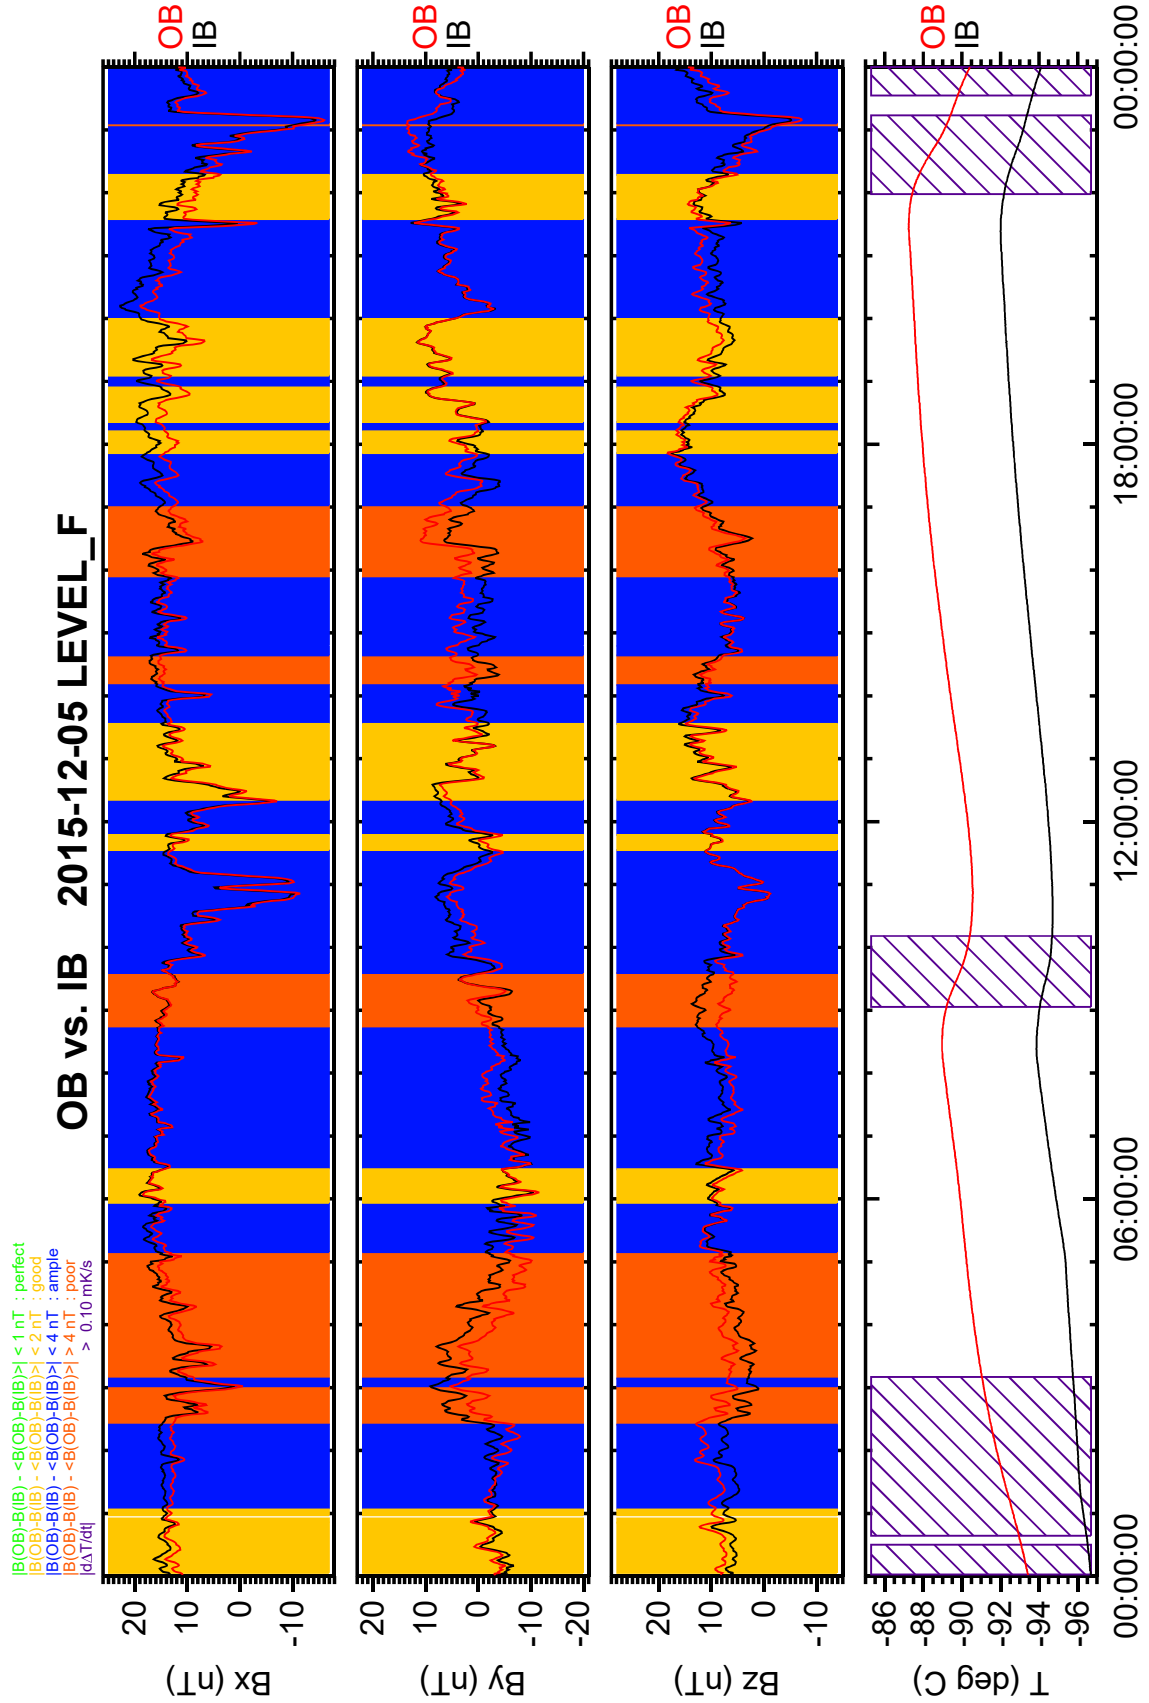 OB vs. IB 2015-12-05 LEVEL_F
|B(OB)-B(IB) - <B(OB)-B(IB)>| < 1 nT : perfect
|B(OB)-B(IB) - <B(OB)-B(IB)>| < 2 nT : good
|B(OB)-B(IB) - <B(OB)-B(IB)>| < 4 nT : ample
|B(OB)-B(IB) - <B(OB)-B(IB)>| > 4 nT : poor
|dΔT/dt| > 0.10 mK/s
Bx (nT)
20
10
0
-10
OB
IB
By (nT)
20
10
0
-10
-20
OB
IB
Bz (nT)
20
10
0
-10
OB
IB
T (deg C)
-86
-88
-90
-92
-94
-96
OB
IB
00:00:00
06:00:00
12:00:00
18:00:00
00:00:00